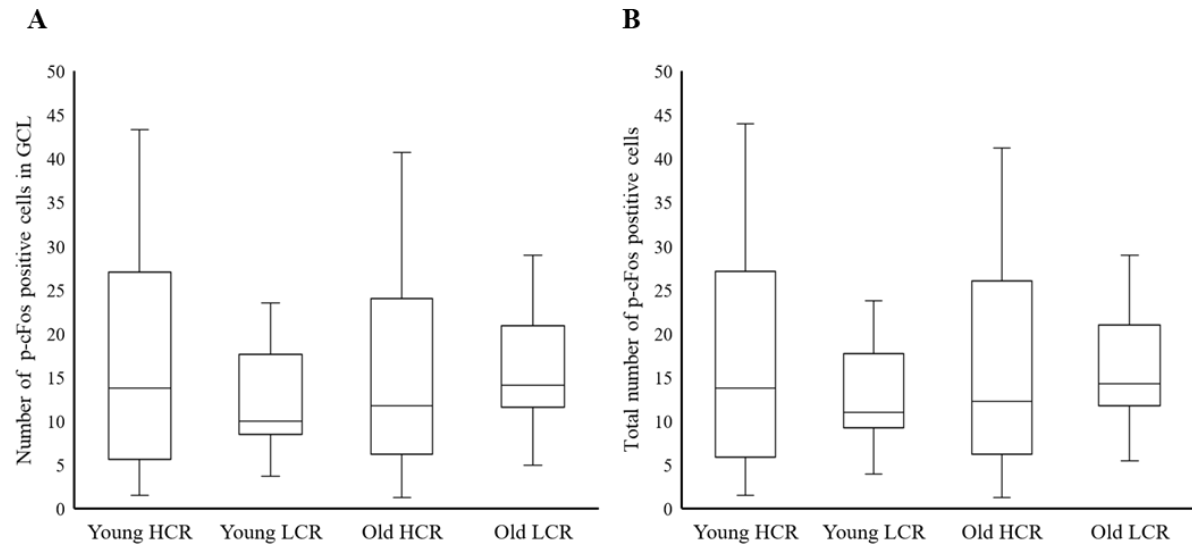 A
Number of p-cFos positive cells in GCL
50
45
40
35
30
25
20
15
10
5
0
Young HCR
Young LCR
Old HCR
Old LCR
B
Total number of p-cFos postitive cells
50
45
40
35
30
25
20
15
10
5
0
Young HCR
Young LCR
Old HCR
Old LCR